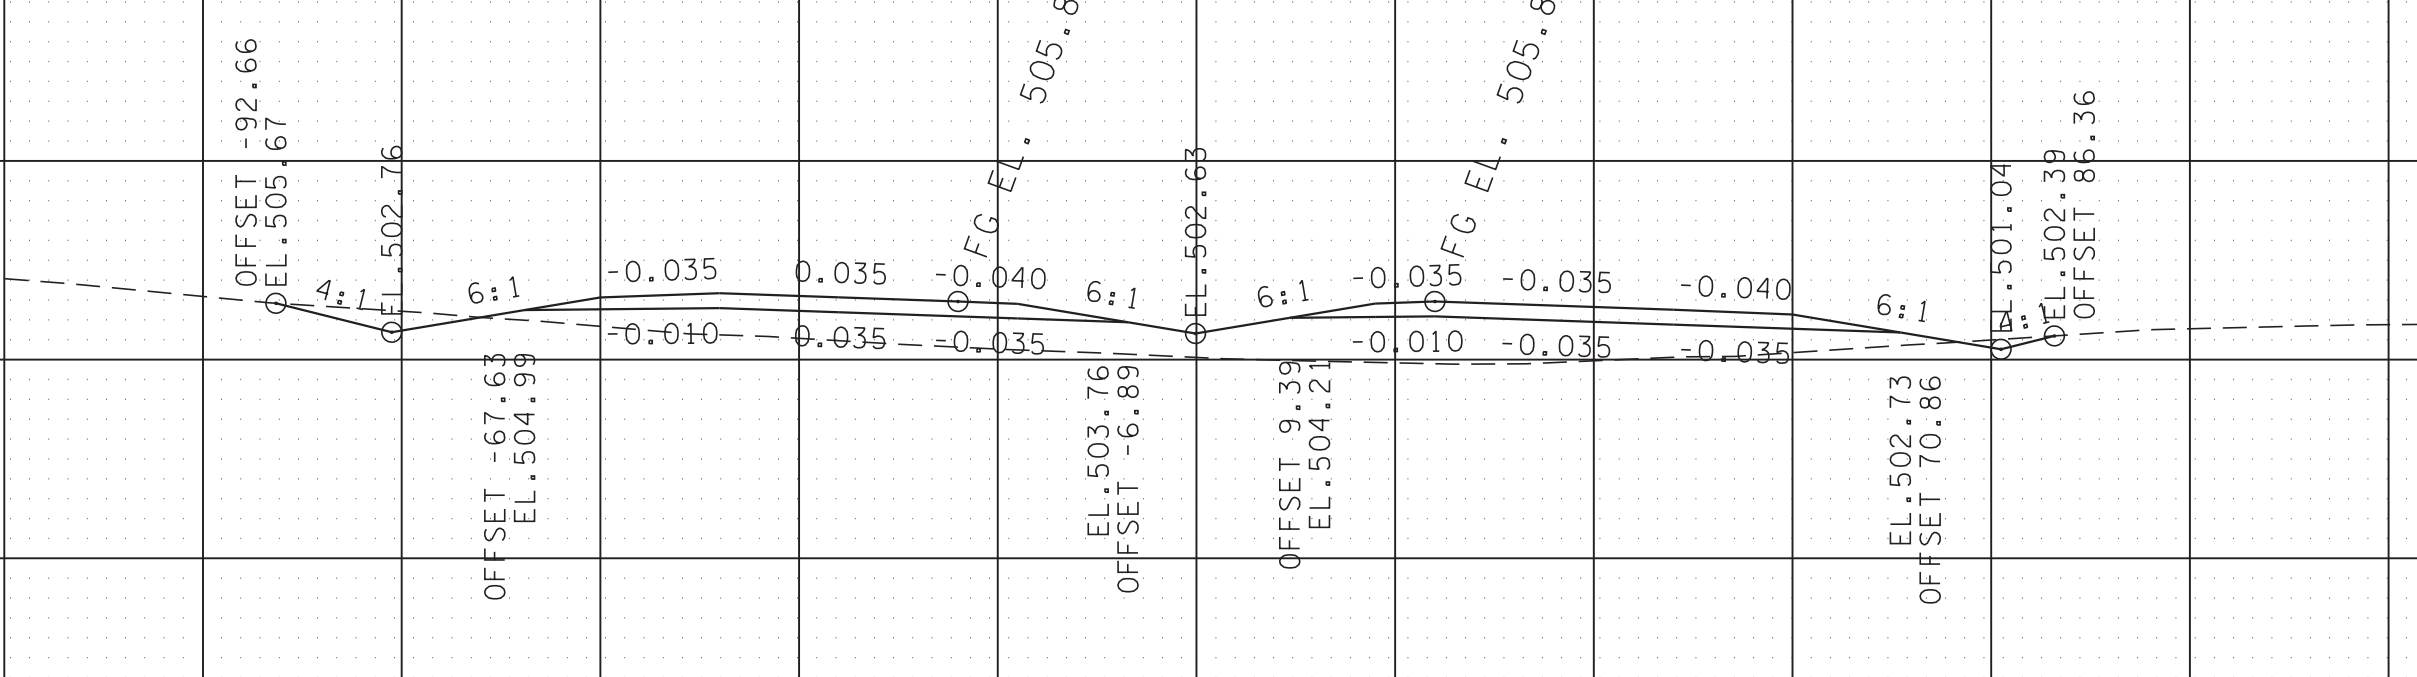 OFFSET -92.66
EL.505.67
4:1
EL.502.76
6:1
-0.035
0.035
-0.040
FG EL. 505.8
6:1
EL.502.63
6:1
-0.035
FG EL. 505.8
-0.035
-0.040
6:1
EL.501.04
4:1
EL.502.39
OFFSET 86.36
-0.010
0.035
-0.035
-0.010
-0.035
-0.035
OFFSET -67.63
EL.504.99
EL.503.76
OFFSET -6.89
OFFSET 9.39
EL.504.21
EL.502.73
OFFSET 70.86